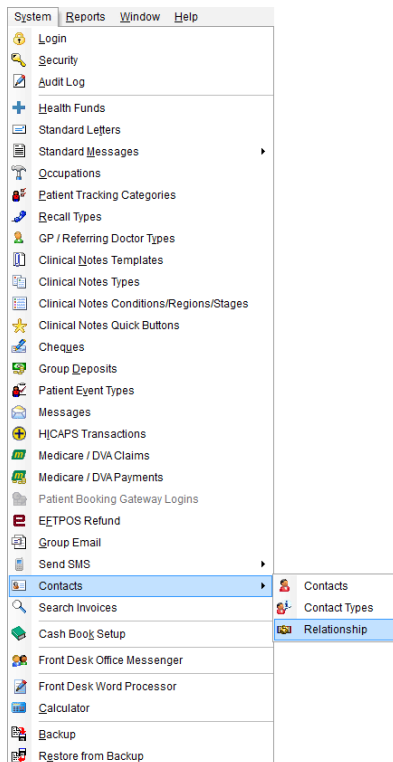 System Reports Window Help
Login
Security
Audit Log
Health Funds
Standard Letters
Standard Messages
Occupations
Patient Tracking Categories
Recall Types
GP / Referring Doctor Types
Clinical Notes Templates
Clinical Notes Types
Clinical Notes Conditions/Regions/Stages
Clinical Notes Quick Buttons
Cheques
Group Deposits
Patient Event Types
Messages
HICAPS Transactions
Medicare / DVA Claims
Medicare / DVA Payments
Patient Booking Gateway Logins
EFTPOS Refund
Group Email
Send SMS
Contacts
Contacts
Search Invoices
Contact Types
Cash Book Setup
Relationship
Front Desk Office Messenger
Front Desk Word Processor
Calculator
Backup
Restore from Backup